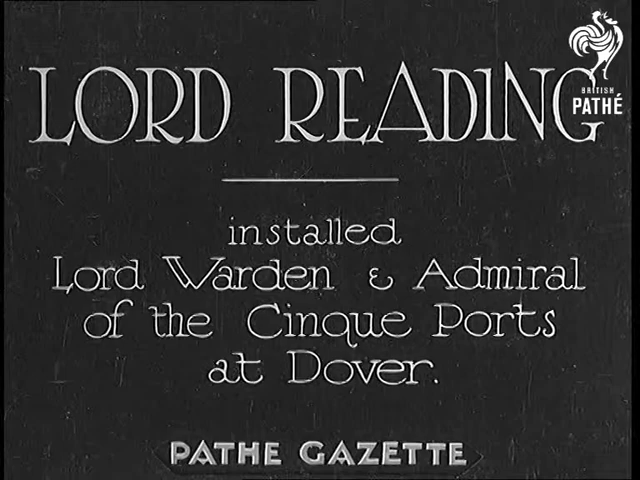 LORD READING
BRITISH
PATHÉ
installed
Lord Warden & Admiral
of the Cinque Ports
at Dover.
PATHE GAZETTE